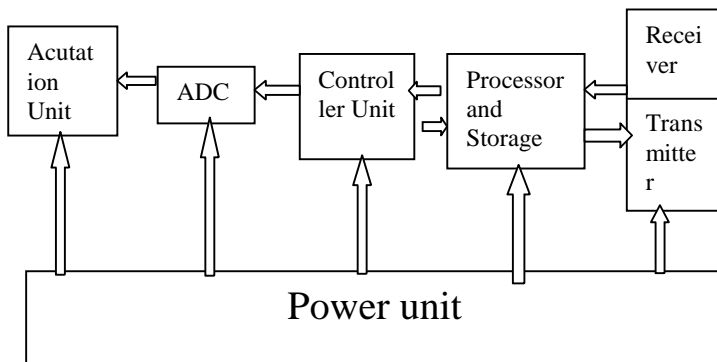 Acutat
ion
Unit
ADC
Control
ler Unit
Processor
and
Storage
Recei
ver
Trans
mitte
r
Power unit